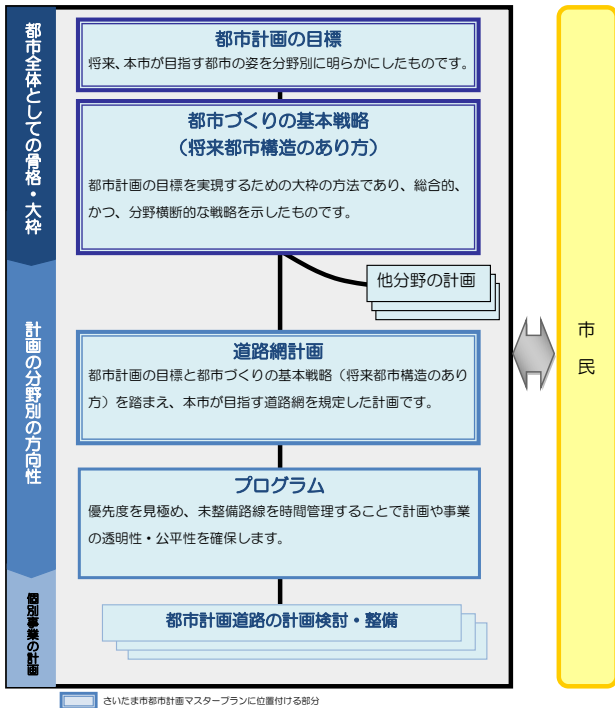 都市全体としての骨格・大枠
都市計画の目標
将来、本市が目指す都市の姿を分野別に明らかにしたものです。
都市づくりの基本戦略
（将来都市構造のあり方）
都市計画の目標を実現するための大枠の方法であり、総合的、
かつ、分野横断的な戦略を示したものです。
他分野の計画
計画の分野別の方向性
道路網計画
都市計画の目標と都市づくりの基本戦略（将来都市構造のあり
方）を踏まえ、本市が目指す道路網を規定した計画です。
プログラム
優先度を見極め、未整備路線を時間管理することで計画や事業
の透明性・公平性を確保します。
個別事業の計画
都市計画道路の計画検討・整備
市民
さいたま市都市計画マスタープランに位置付ける部分